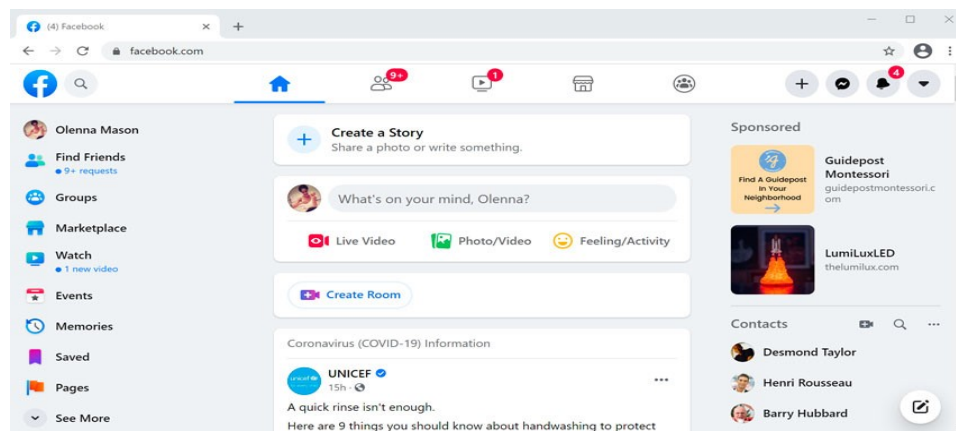 (4) Facebook
facebook.com
9+
1
4
Olenna Mason
Find Friends
9+ requests
Groups
Marketplace
Watch
1 new video
Events
Memories
Saved
Pages
See More
Create a Story
Share a photo or write something.
What's on your mind, Olenna?
Live Video
Photo/Video
Feeling/Activity
Create Room
Coronavirus (COVID-19) Information
unicef
UNICEF
15h ·
A quick rinse isn't enough.
Here are 9 things you should know about handwashing to protect
Sponsored
Find A Guidepost
In Your
Neighborhood
Guidepost
Montessori
guidepostmontessori.c
om
LumiLuxLED
thelumilux.com
Contacts
Desmond Taylor
Henri Rousseau
Barry Hubbard